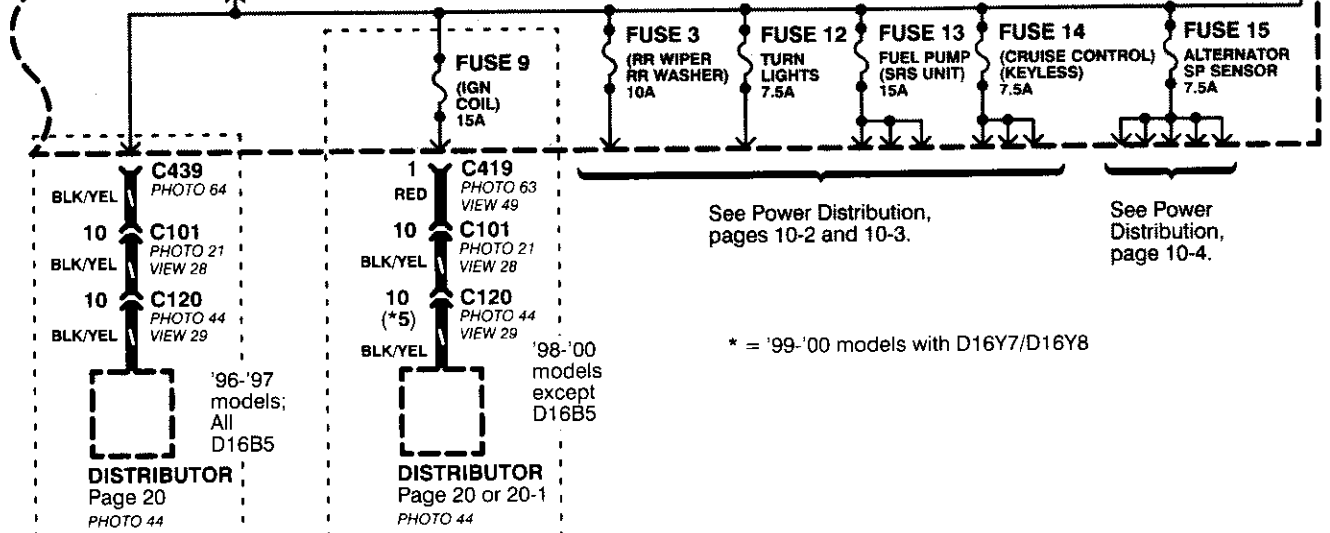 FUSE 9
(IGN
COIL)
15A
FUSE 3
(RR WIPER
RR WASHER)
10A
FUSE 12
TURN
LIGHTS
7.5A
FUSE 13
FUEL PUMP
(SRS UNIT)
15A
FUSE 14
(CRUISE CONTROL)
(KEYLESS)
7.5A
FUSE 15
ALTERNATOR
SP SENSOR
7.5A
C439
PHOTO 64
BLK/YEL
10 C101
PHOTO 21
VIEW 28
BLK/YEL
10 C120
PHOTO 44
VIEW 29
BLK/YEL
'96-'97
models;
All
D16B5
DISTRIBUTOR
Page 20
PHOTO 44
1 C419
PHOTO 63
VIEW 49
RED
10 C101
PHOTO 21
VIEW 28
BLK/YEL
10 C120
(*5)
PHOTO 44
VIEW 29
BLK/YEL
'98-'00
models
except
D16B5
DISTRIBUTOR
Page 20 or 20-1
PHOTO 44
See Power Distribution,
pages 10-2 and 10-3.
See Power
Distribution,
page 10-4.
* = '99-'00 models with D16Y7/D16Y8